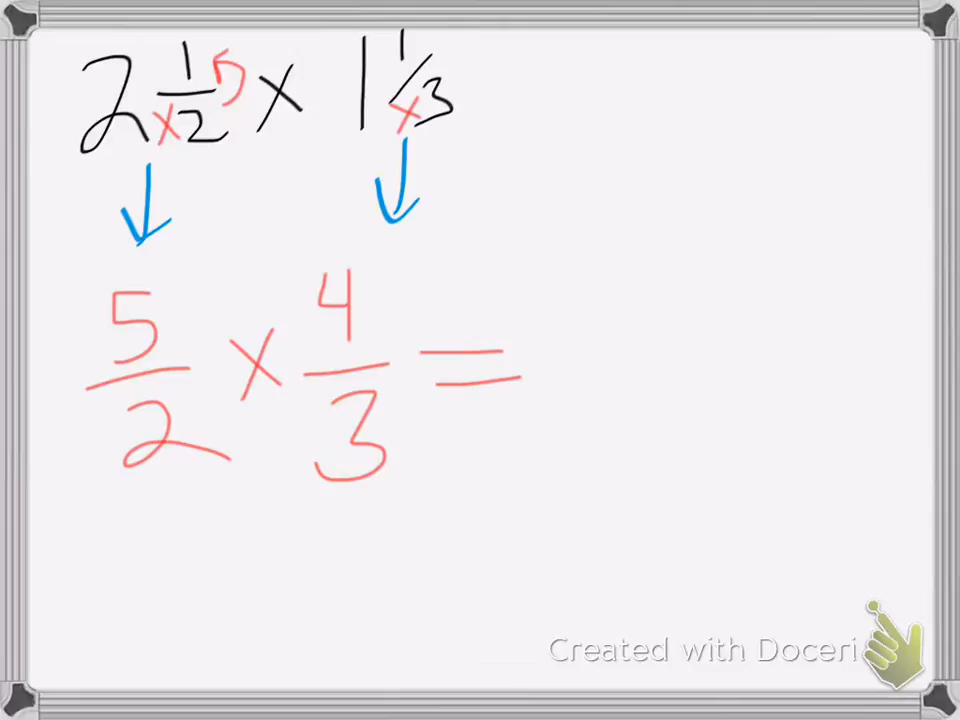 2 1/2 x 1 1/3
x x
5/2 x 4/3 =
Created with Doceri